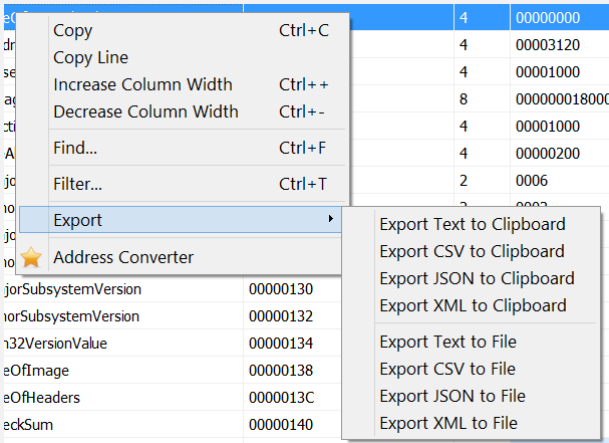 4 00000000
Copy Ctrl+C
4 00003120
Copy Line
4 00001000
Increase Column Width Ctrl++
8 000000018000
Decrease Column Width Ctrl+-
4 00001000
Find... Ctrl+F
4 00000200
Filter... Ctrl+T
2 0006
Export
Export Text to Clipboard
Export CSV to Clipboard
Address Converter
Export JSON to Clipboard
jorSubsystemVersion 00000130
Export XML to Clipboard
norSubsystemVersion 00000132
n32VersionValue 00000134
Export Text to File
eOfImage 00000138
Export CSV to File
eOfHeaders 0000013C
Export JSON to File
eckSum 00000140
Export XML to File